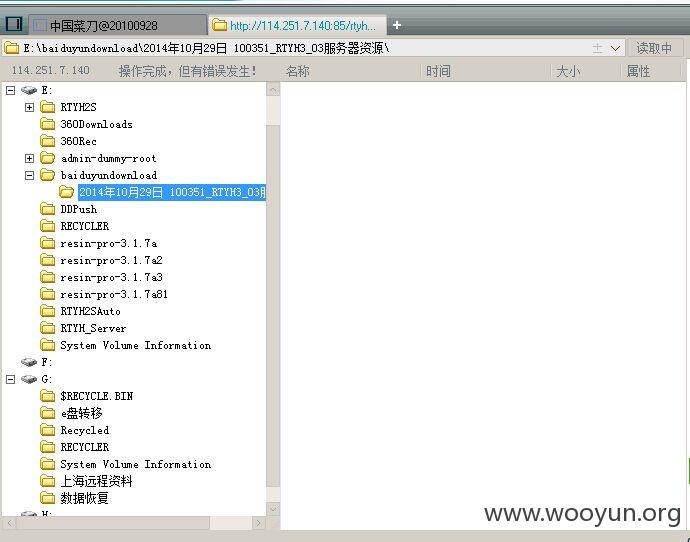 中国菜刀@20100928
http://114.251.7.140:85/rtyh...
E:\baiduyundownload\2014年10月29日 100351_RTYH3_03服务器资源\
读取中
114.251.7.140 操作完成，但有错误发生！ 名称 时间 大小 属性
E:
RTYH2S
360Downloads
360Rec
admin-dummy-root
baiduyundownload
2014年10月29日 100351_RTYH3_03服
DDPush
RECYCLER
resin-pro-3.1.7a
resin-pro-3.1.7a2
resin-pro-3.1.7a3
resin-pro-3.1.7a81
RTYH2SAuto
RTYH_Server
System Volume Information
F:
G:
$RECYCLE.BIN
e盘转移
Recycled
RECYCLER
System Volume Information
上海远程资料
数据恢复
H:
www.wooyun.org